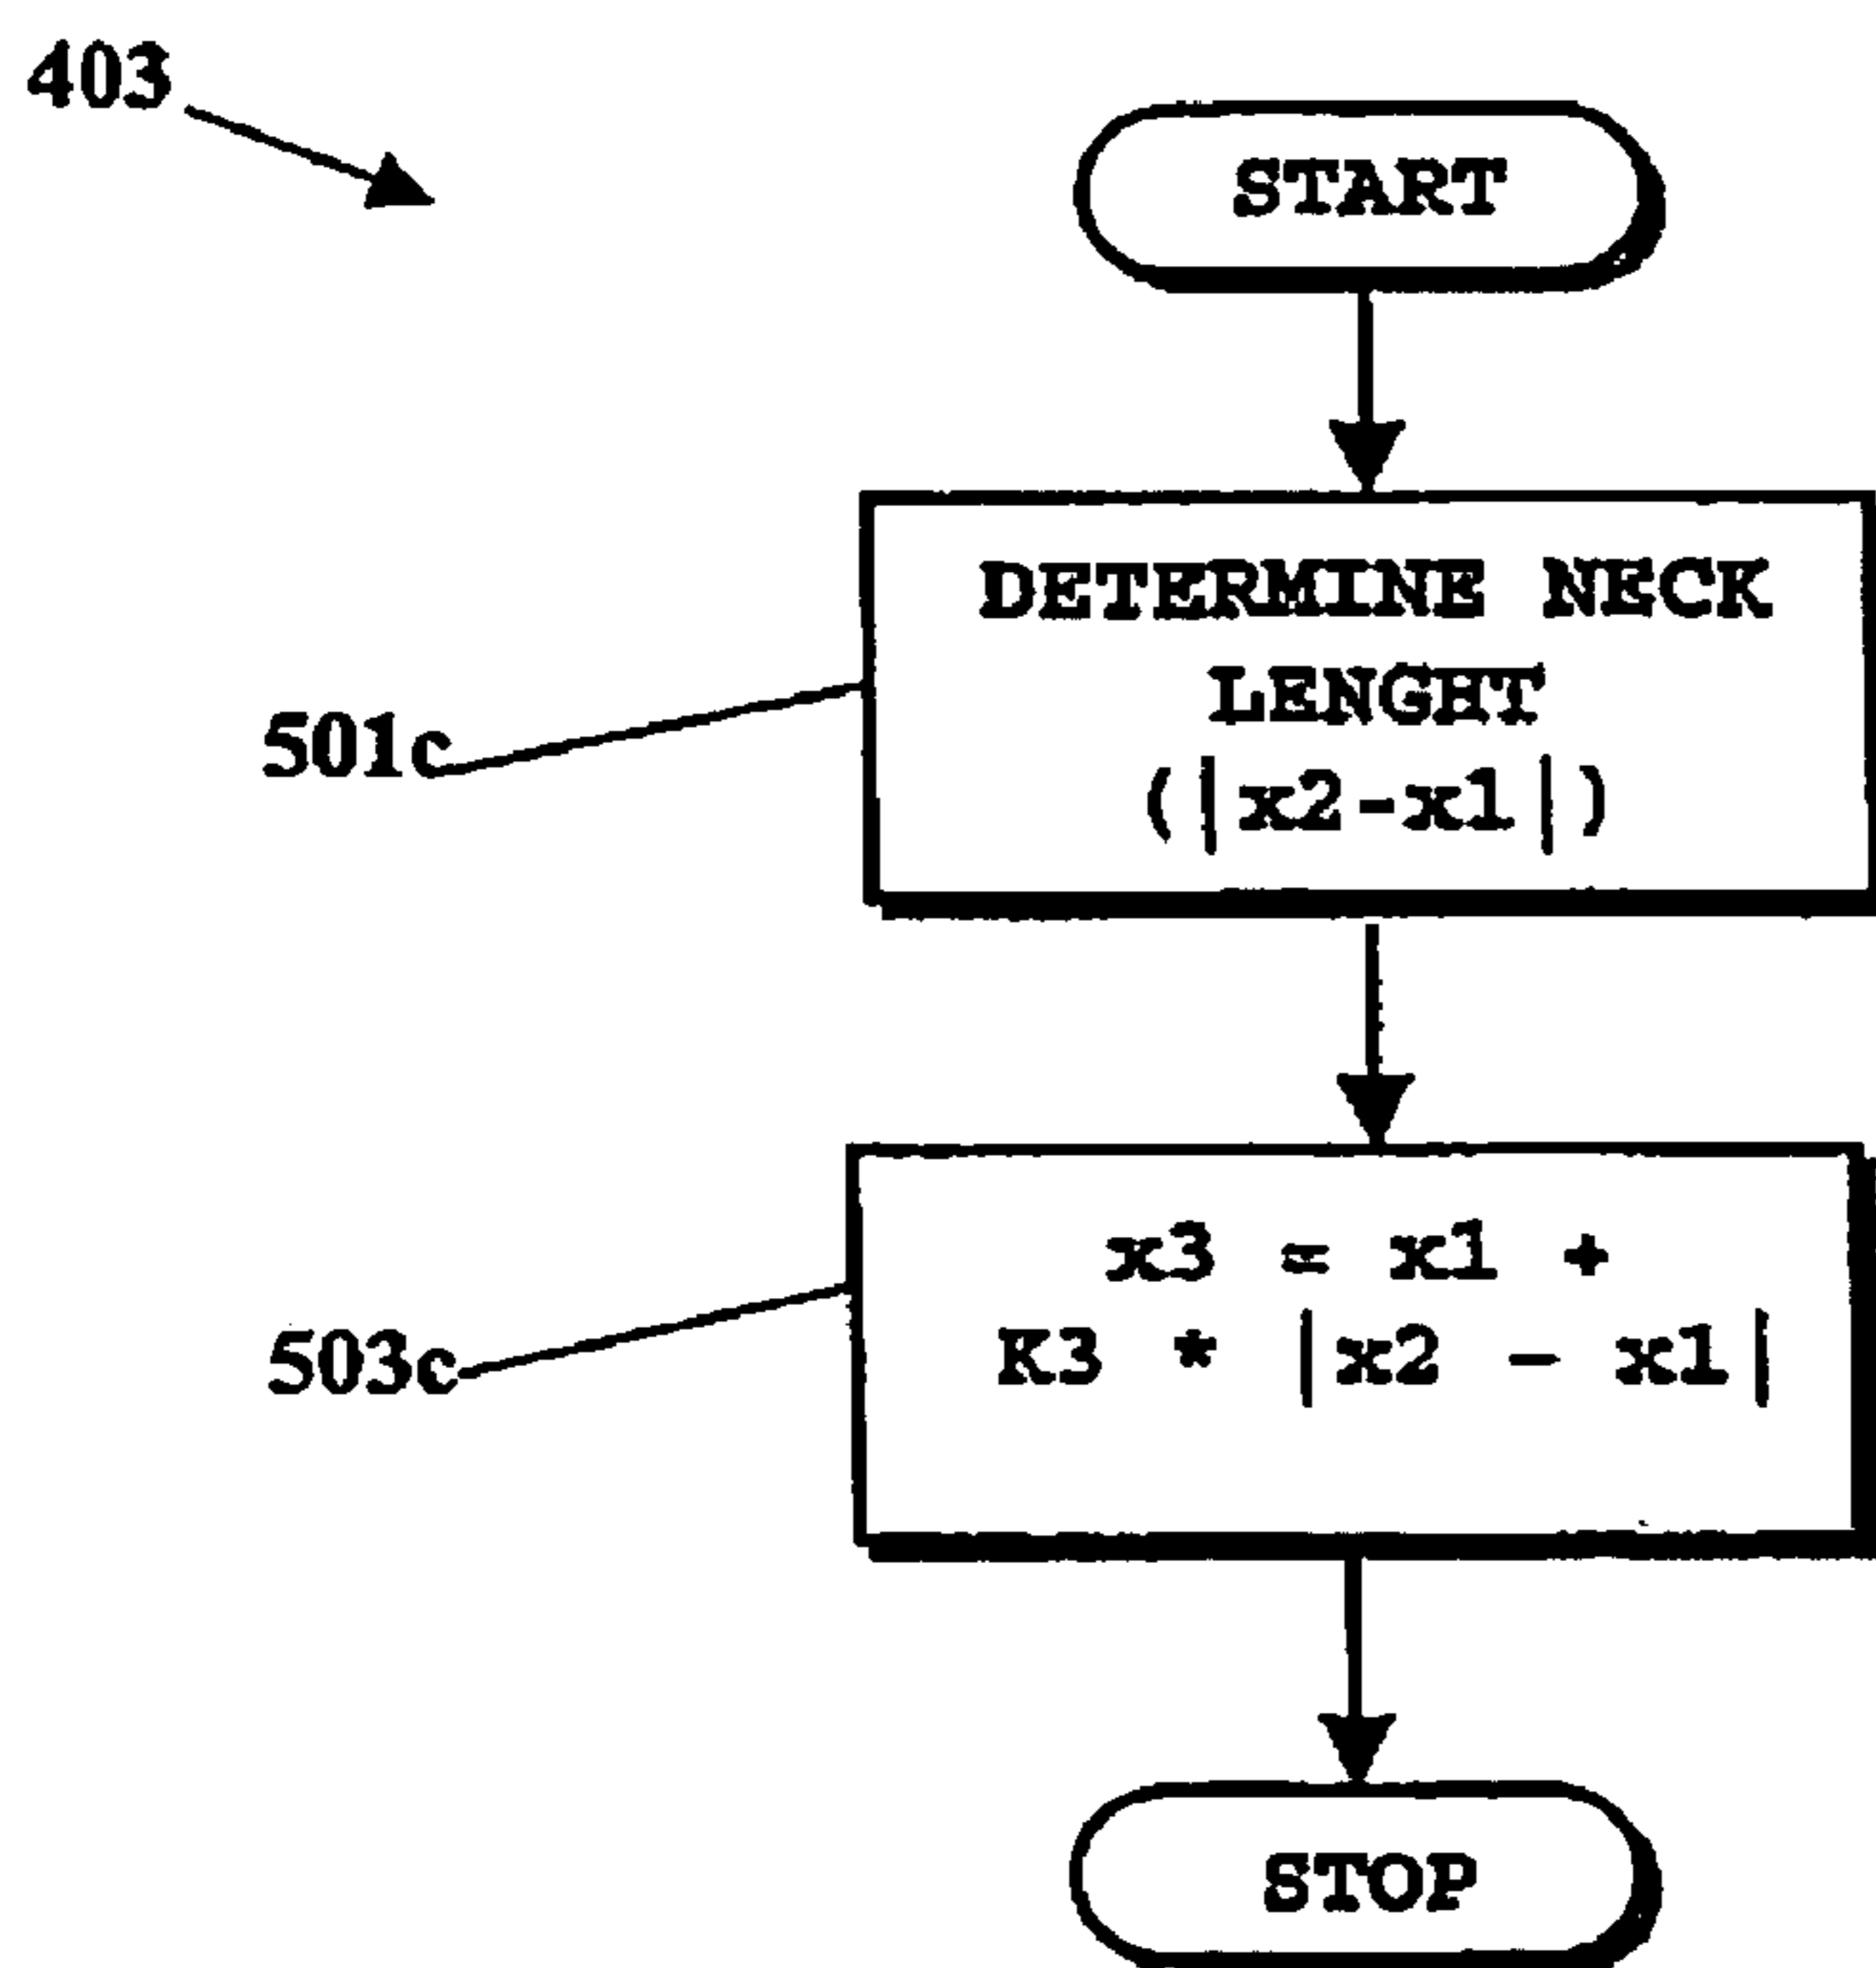 403
START
DETERMINE NECK
LENGHT
(|x2-x1|)
501c
x3 = x1 +
K3 * |x2 - x1|
503c
STOP